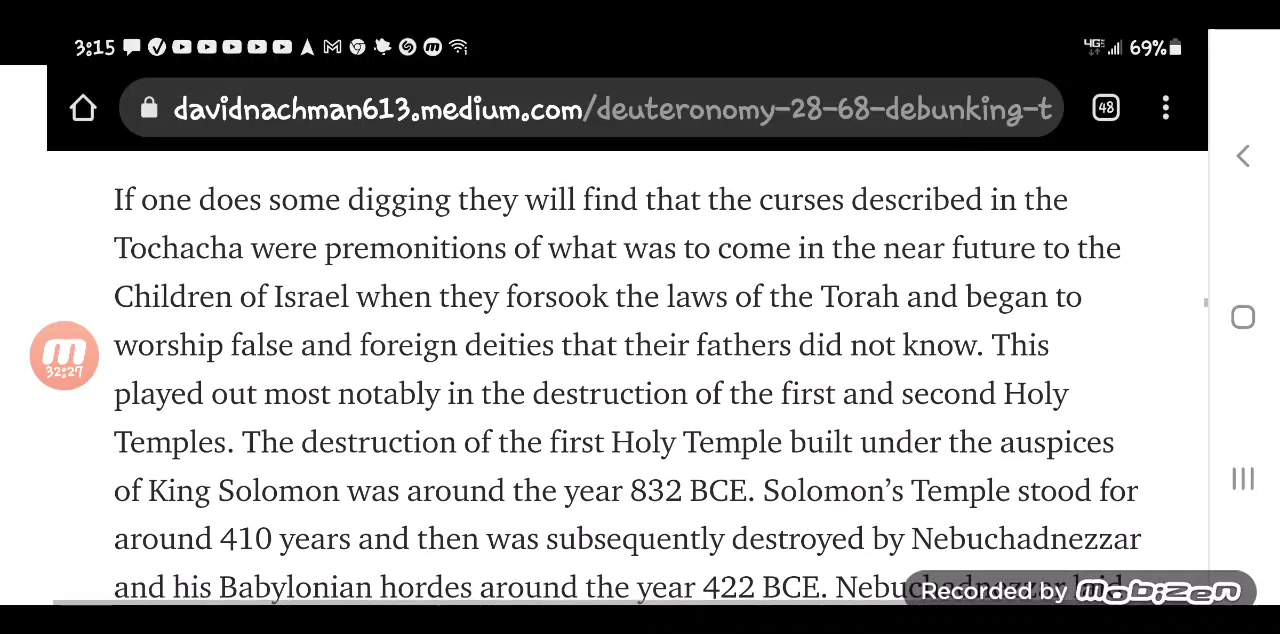 3:15
4G
69%
davidnachman613.medium.com/deuteronomy-28-68-debunking-t
48
If one does some digging they will find that the curses described in the
Tochacha were premonitions of what was to come in the near future to the
Children of Israel when they forsook the laws of the Torah and began to
worship false and foreign deities that their fathers did not know. This
32:27
played out most notably in the destruction of the first and second Holy
Temples. The destruction of the first Holy Temple built under the auspices
of King Solomon was around the year 832 BCE. Solomon’s Temple stood for
around 410 years and then was subsequently destroyed by Nebuchadnezzar
and his Babylonian hordes around the year 422 BCE.
Recorded by mobizen